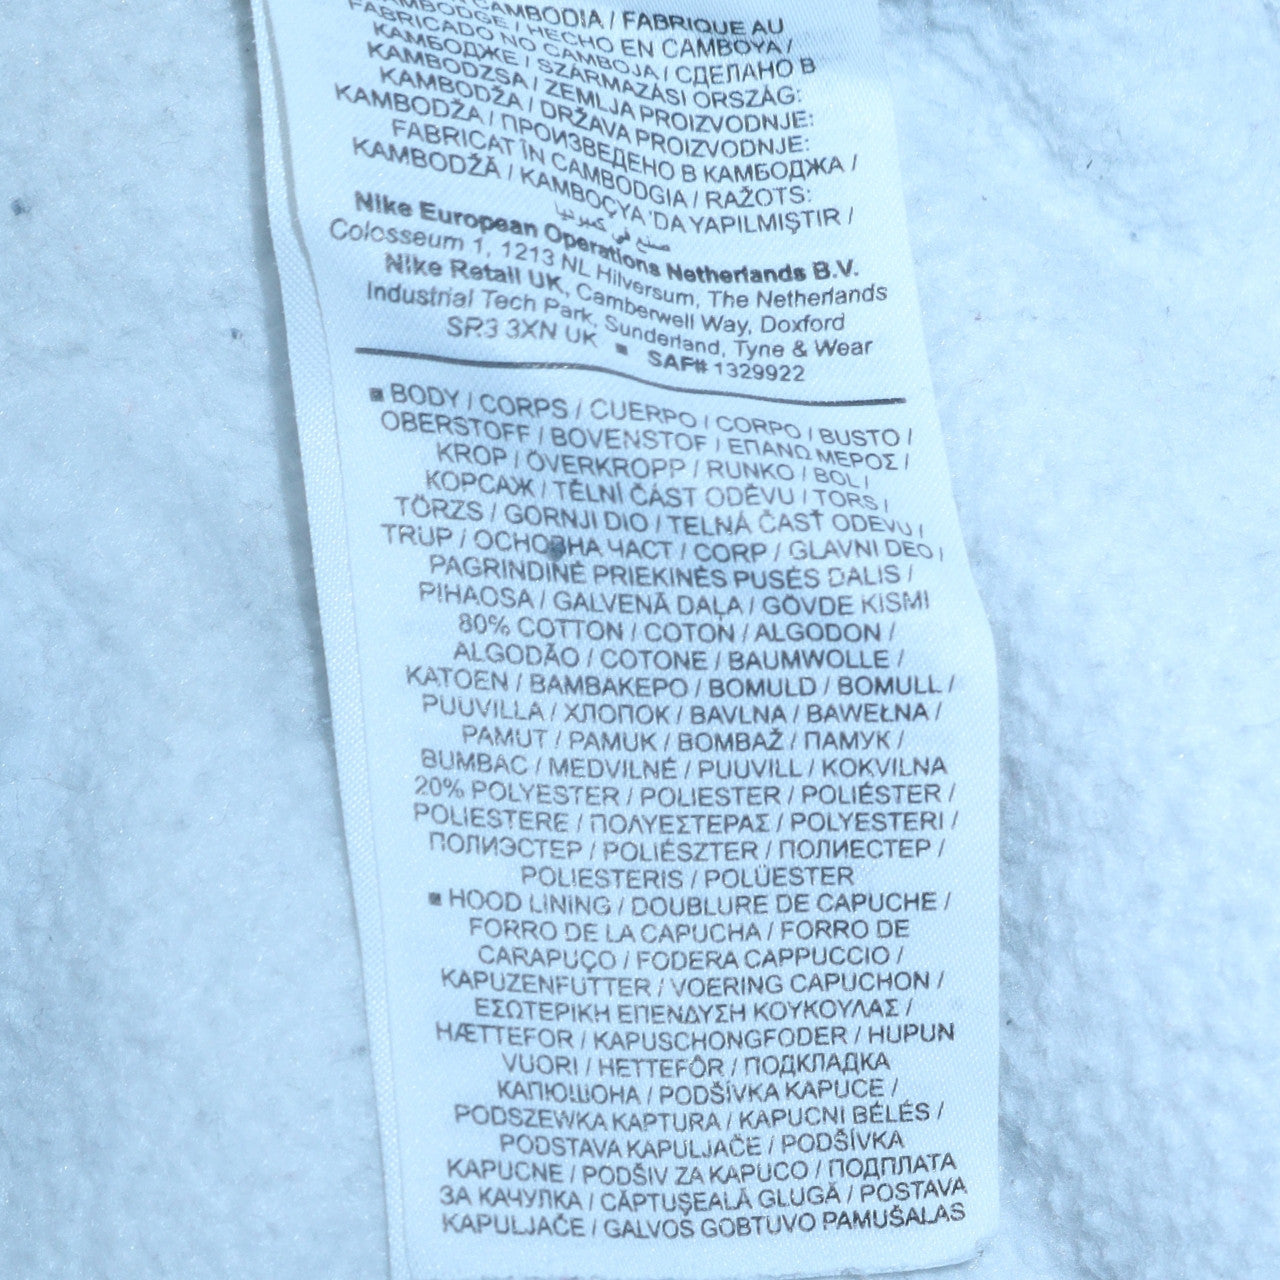 CAMBODIA / FABRIQUE AU
CAMBODGE / HECHO EN CAMBOYA /
FABRICADO NO CAMBOJA / СДЕЛАНО В
КАМБОДЖЕ / SZÁRMAZÁSI ORSZÁG:
KAMBODZSA / ZEMLJA PROIZVODNJE:
KAMBODŽA / DRŽAVA PROIZVODNJE:
KAMBODŽA / ПРОИЗВЕДЕНО В КАМБОДЖА /
FABRICAT ÎN CAMBODGIA / RAŽOTS:
KAMBODŽĀ / KAMBOÇYA'DA YAPILMIŞTIR /
صنع في كمبوديا
Nike European Operations Netherlands B.V.
Colosseum 1, 1213 NL Hilversum, The Netherlands
Nike Retail UK, Camberwell Way, Doxford
Industrial Tech Park, Sunderland, Tyne & Wear
SR3 3XN UK ■ SAF# 1329922
■ BODY / CORPS / CUERPO / CORPO / BUSTO /
OBERSTOFF / BOVENSTOF / ΕΠΑΝΩ ΜΕΡΟΣ /
KROP / ÖVERKROPP / RUNKO / BOL /
КОРСАЖ / TĚLNÍ ČÁST ODĚVU / TORS /
TÖRZS / GORNJI DIO / TELNÁ ČASŤ ODEVU /
TRUP / ОСНОВНА ЧАСТ / CORP / GLAVNI DEO /
PAGRINDINĖ PRIEKINĖS PUSĖS DALIS /
PIHAOSA / GALVENĀ DAĻA / GÖVDE KISMI
80% COTTON / COTON / ALGODON /
ALGODÃO / COTONE / BAUMWOLLE /
KATOEN / ΒΑΜΒΑΚΕΡΟ / BOMULD / BOMULL /
PUUVILLA / ХЛОПОК / BAVLNA / BAWEŁNA /
PAMUT / PAMUK / BOMBAŽ / ПАМУК /
BUMBAC / MEDVILNĖ / PUUVILL / KOKVILNA
20% POLYESTER / POLIESTER / POLIÉSTER /
POLIESTERE / ΠΟΛΥΕΣΤΕΡΑΣ / POLYESTERI /
ПОЛИЭСТЕР / POLIÉSZTER / ПОЛИЕСТЕР /
POLIESTERIS / POLÜESTER
■ HOOD LINING / DOUBLURE DE CAPUCHE /
FORRO DE LA CAPUCHA / FORRO DE
CARAPUÇO / FODERA CAPPUCCIO /
KAPUZENFUTTER / VOERING CAPUCHON /
ΕΣΩΤΕΡΙΚΗ ΕΠΕΝΔΥΣΗ ΚΟΥΚΟΥΛΑΣ /
HÆTTEFOR / KAPUSCHONGFODER / HUPUN
VUORI / HETTEFÔR / ПОДКЛАДКА
КАПЮШОНА / PODŠÍVKA KAPUCE /
PODSZEWKA KAPTURA / KAPUCNI BÉLÉS /
PODSTAVA KAPULJAČE / PODŠÍVKA
KAPUCNE / PODŠIV ZA KAPUCO / ПОДПЛАТА
ЗА КАЧУЛКА / CĂPTUŞEALĂ GLUGĂ / POSTAVA
KAPULJAČE / GALVOS GOBTUVO PAMUŠALAS